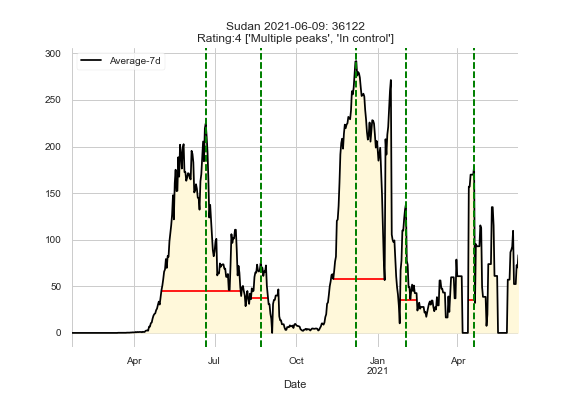 Sudan 2021-06-09: 36122
Rating:4 ['Multiple peaks', 'In control']
Average-7d
300
250
200
150
100
50
0
Apr
Jul
Oct
Jan
2021
Apr
Date